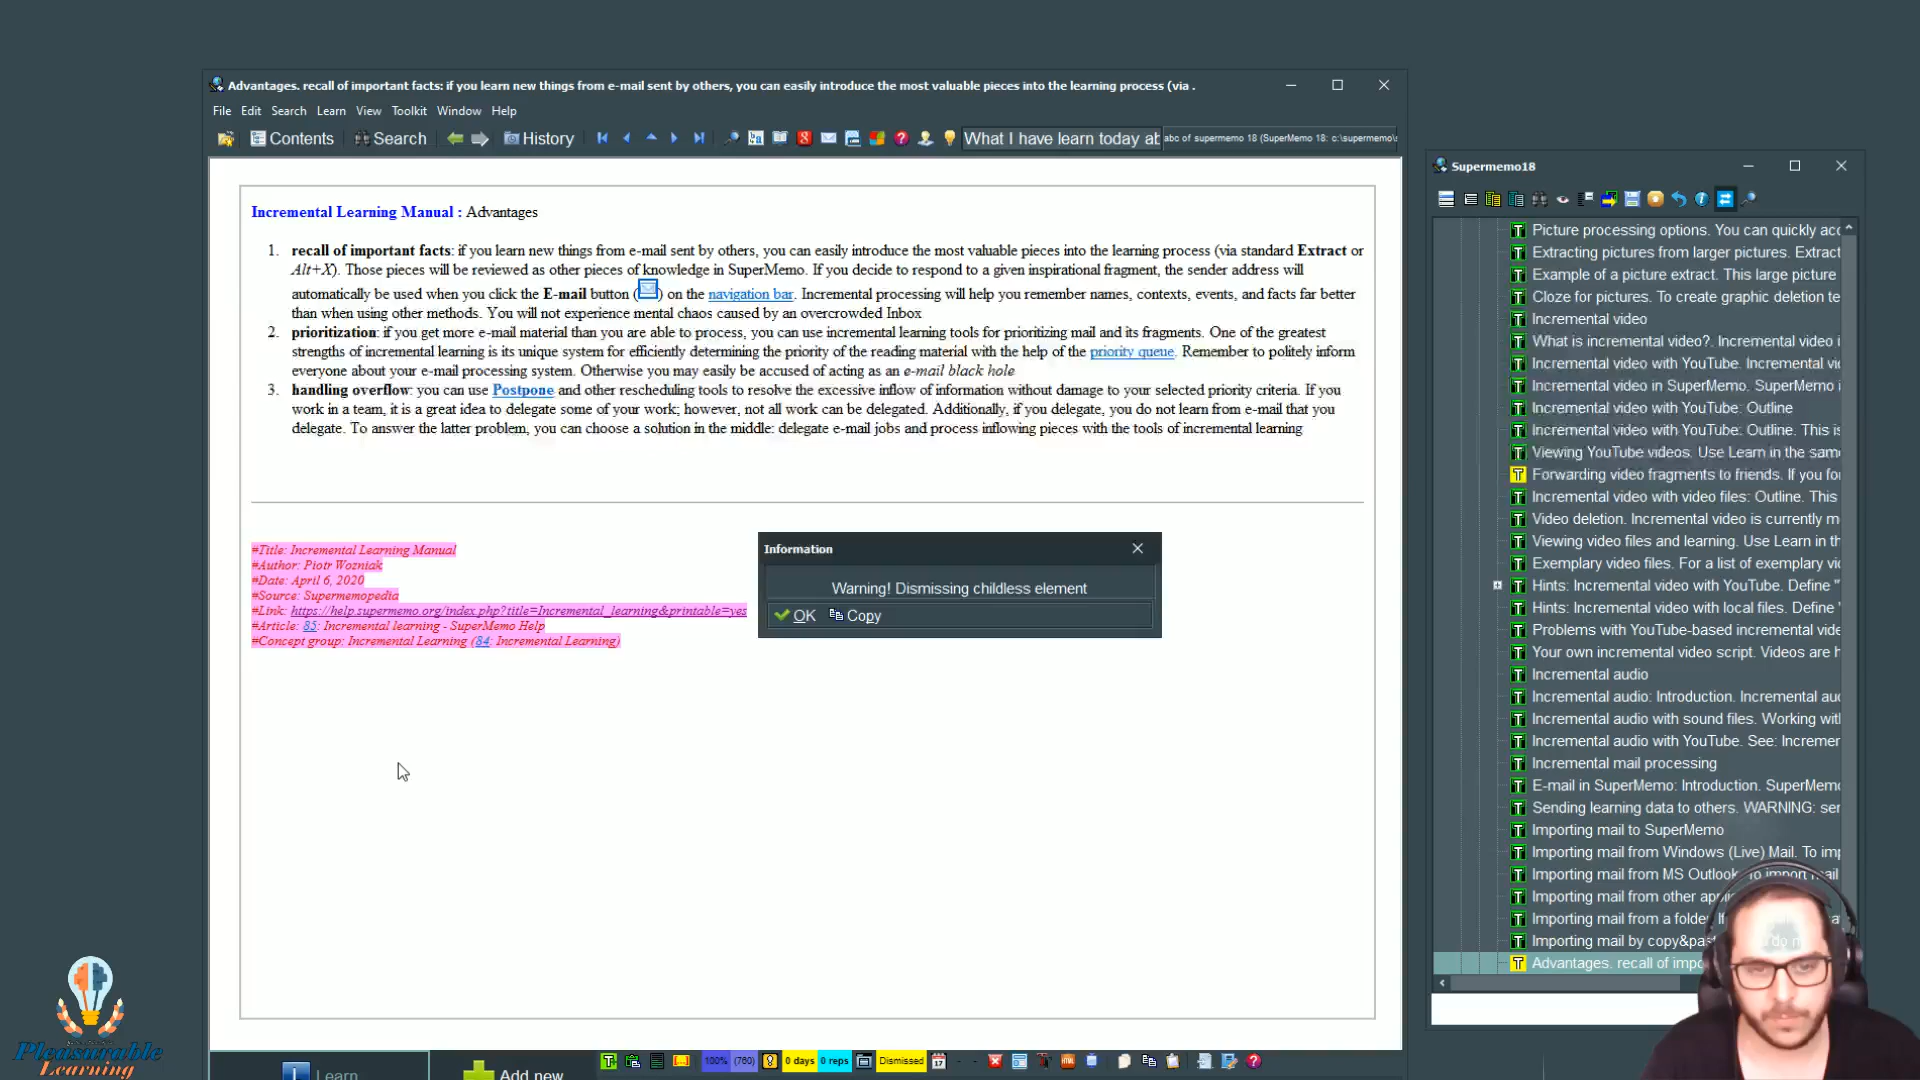 Advantages. recall of important facts: if you learn new things from e-mail sent by others, you can easily introduce the most valuable pieces into the learning process (via .
File Edit Search Learn View Tasklist Toolkit Window Help
Contents Search History What I have learn today ab abc of supermemo 18 (SuperMemo 18: c:\supermemo\s
Incremental Learning Manual : Advantages
1. recall of important facts: if you learn new things from e-mail sent by others, you can easily introduce the most valuable pieces into the learning process (via standard Extract or
Alt+X). Those pieces will be reviewed as other pieces of knowledge in SuperMemo. If you decide to respond to a given inspirational fragment, the sender address will
automatically be used when you click the E-mail button ( ) on the navigation bar. Incremental processing will help you remember names, contexts, events, and facts far better
than when using other methods. You will not experience mental chaos caused by an overcrowded Inbox
2. prioritization: if you get more e-mail material than you are able to process, you can use incremental learning tools for prioritizing mail and its fragments. One of the greatest
strengths of incremental learning is its unique system for efficiently determining the priority of the reading material with the help of the priority queue. Remember to politely inform
everyone about your e-mail processing system. Otherwise you may easily be accused of acting as an e-mail black hole
3. handling overflow: you can use Postpone and other rescheduling tools to resolve the excessive inflow of information without damage to your selected priority criteria. If you
work in a team, it is a great idea to delegate some of your work; however, not all work can be delegated. Additionally, if you delegate, you do not learn from e-mail that you
delegate. To answer the latter problem, you can choose a solution in the middle: delegate e-mail jobs and process inflowing pieces with the tools of incremental learning
#Title: Incremental Learning Manual
#Author: Piotr Wozniak
#Date: April 6, 2020
#Source: Supermemopedia
#Link: https://help.supermemo.org/index.php?title=Incremental_learning&printable=yes
#Article: 85: Incremental learning - SuperMemo Help
#Concept group: Incremental Learning (84: Incremental Learning)
Information
Warning! Dismissing childless element
OK Copy
Learn Add new 100% (760) 0 days 0 reps Dismissed 17
Supermemo18
Picture processing options. You can quickly acc
Extracting pictures from larger pictures. Extract
Example of a picture extract. This large picture
Cloze for pictures. To create graphic deletion te
Incremental video
What is incremental video?. Incremental video i
Incremental video with YouTube. Incremental vi
Incremental video in SuperMemo. SuperMemo i
Incremental video with YouTube: Outline
Incremental video with YouTube: Outline. This is
Viewing YouTube videos. Use Learn in the same
Forwarding video fragments to friends. If you fo
Incremental video with video files: Outline. This
Video deletion. Incremental video is currently m
Viewing video files and learning. Use Learn in th
Exemplary video files. For a list of exemplary vi
Hints: Incremental video with YouTube. Define "
Hints: Incremental video with local files. Define "
Problems with YouTube-based incremental vide
Your own incremental video script. Videos are h
Incremental audio
Incremental audio: Introduction. Incremental aud
Incremental audio with sound files. Working with
Incremental audio with YouTube. See: Incremer
Incremental mail processing
E-mail in SuperMemo: Introduction. SuperMemo
Sending learning data to others. WARNING: ser
Importing mail to SuperMemo
Importing mail from Windows (Live) Mail. To imp
Importing mail from MS Outlook. To import mail
Importing mail from other appli
Importing mail from a folder. If
Importing mail by copy&past
Advantages. recall of impo
Pleasurable
Learning